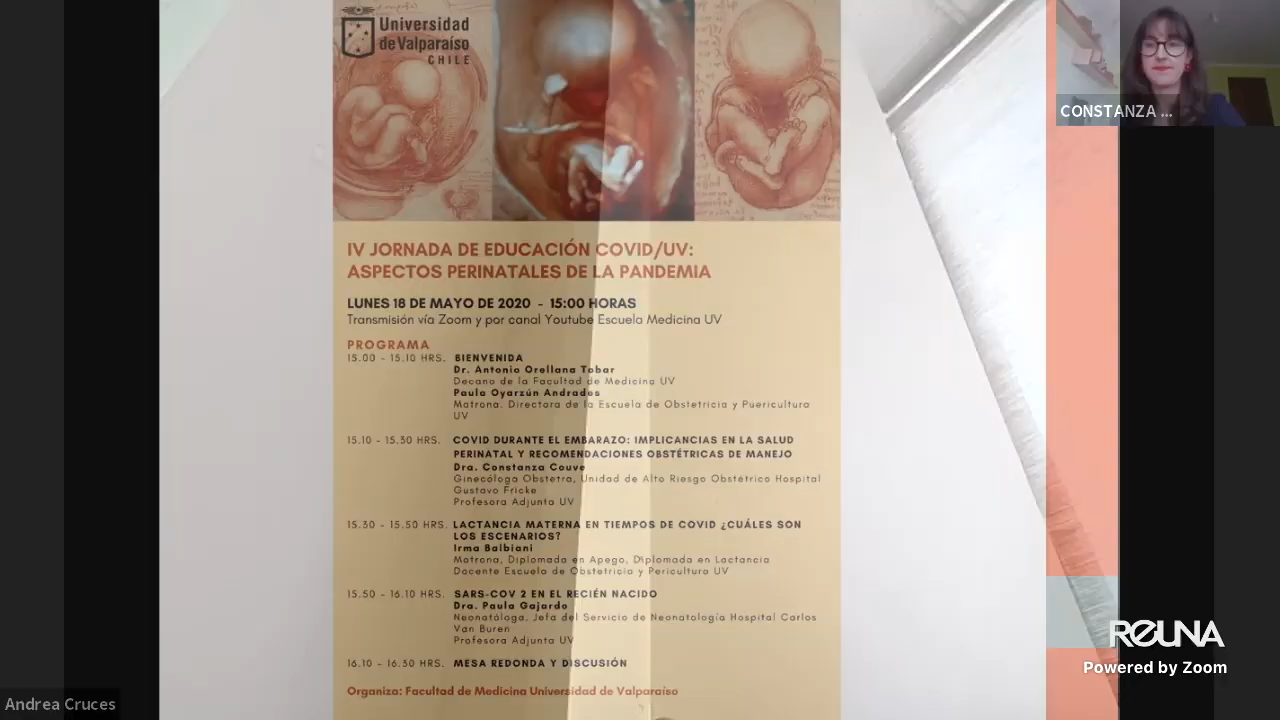 Universidad
de Valparaíso
CHILE
CONSTANZA ...
IV JORNADA DE EDUCACIÓN COVID/UV:
ASPECTOS PERINATALES DE LA PANDEMIA
LUNES 18 DE MAYO DE 2020 - 15:00 HORAS
Transmisión vía Zoom y por canal Youtube Escuela Medicina UV
PROGRAMA
15.00 - 15.10 HRS. BIENVENIDA
Dr. Antonio Orellana Tobar
Decano de la Facultad de Medicina UV
Paula Oyarzún Andrades
Matrona. Directora de la Escuela de Obstetricia y Puericultura
UV
15.10 - 15.30 HRS. COVID DURANTE EL EMBARAZO: IMPLICANCIAS EN LA SALUD
PERINATAL Y RECOMENDACIONES OBSTÉTRICAS DE MANEJO
Dra. Constanza Couve
Ginecóloga Obstetra, Unidad de Alto Riesgo Obstétrico Hospital
Gustavo Fricke
Profesora Adjunta UV
15.30 - 15.50 HRS. LACTANCIA MATERNA EN TIEMPOS DE COVID ¿CUÁLES SON
LOS ESCENARIOS?
Irma Balbiani
Matrona, Diplomada en Apego, Diplomada en Lactancia
Docente Escuela de Obstetricia y Pericultura UV
15.50 - 16.10 HRS. SARS-COV 2 EN EL RECIÉN NACIDO
Dra. Paula Gajardo
Neonatóloga. Jefa del Servicio de Neonatología Hospital Carlos
Van Buren
Profesora Adjunta UV
16.10 - 16.30 HRS. MESA REDONDA Y DISCUSIÓN
Organiza: Facultad de Medicina Universidad de Valparaíso
REUNA
Powered by Zoom
Andrea Cruces